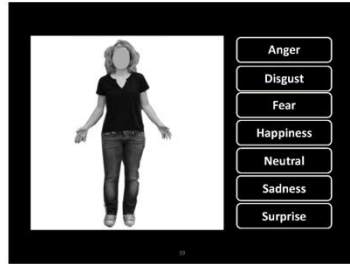 Anger
Disgust
Fear
Happiness
Neutral
Sadness
Surprise